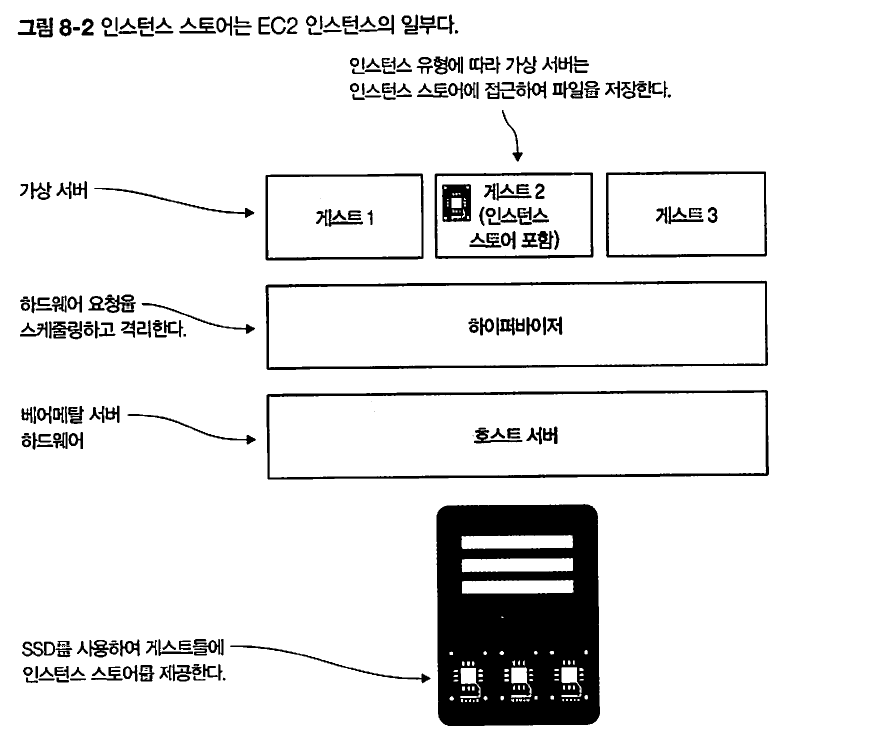 그림 8-2 인스턴스 스토어는 EC2 인스턴스의 일부다.
인스턴스 유형에 따라 가상 서버는
인스턴스 스토어에 접근하여 파일을 저장한다.
가상 서버
게스트 1
게스트 2
(인스턴스
스토어 포함)
게스트 3
하드웨어 요청을
스케줄링하고 격리한다.
하이퍼바이저
베어메탈 서버
하드웨어
호스트 서버
SSD를 사용하여 게스트들에
인스턴스 스토어를 제공한다.